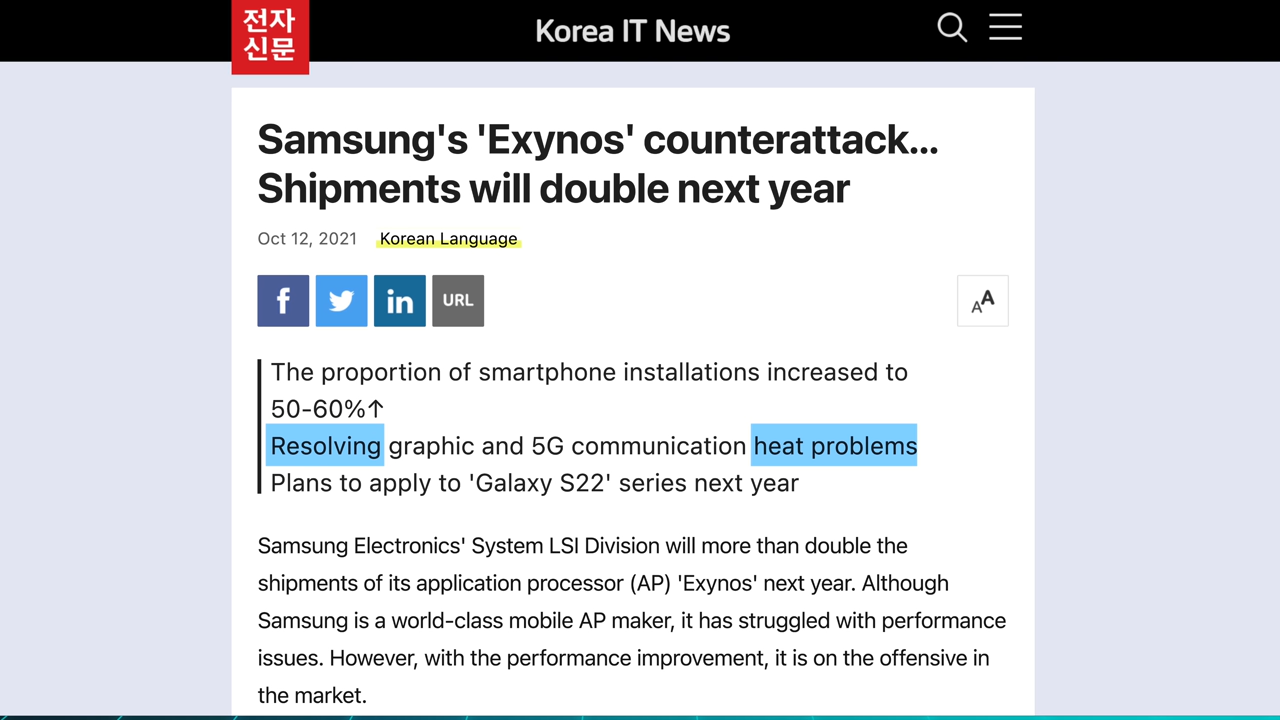 전자
신문
Korea IT News
Samsung's 'Exynos' counterattack...
Shipments will double next year
Oct 12, 2021 Korean Language
f in URL AA
The proportion of smartphone installations increased to
50-60%↑
Resolving graphic and 5G communication heat problems
Plans to apply to 'Galaxy S22' series next year
Samsung Electronics' System LSI Division will more than double the
shipments of its application processor (AP) 'Exynos' next year. Although
Samsung is a world-class mobile AP maker, it has struggled with performance
issues. However, with the performance improvement, it is on the offensive in
the market.